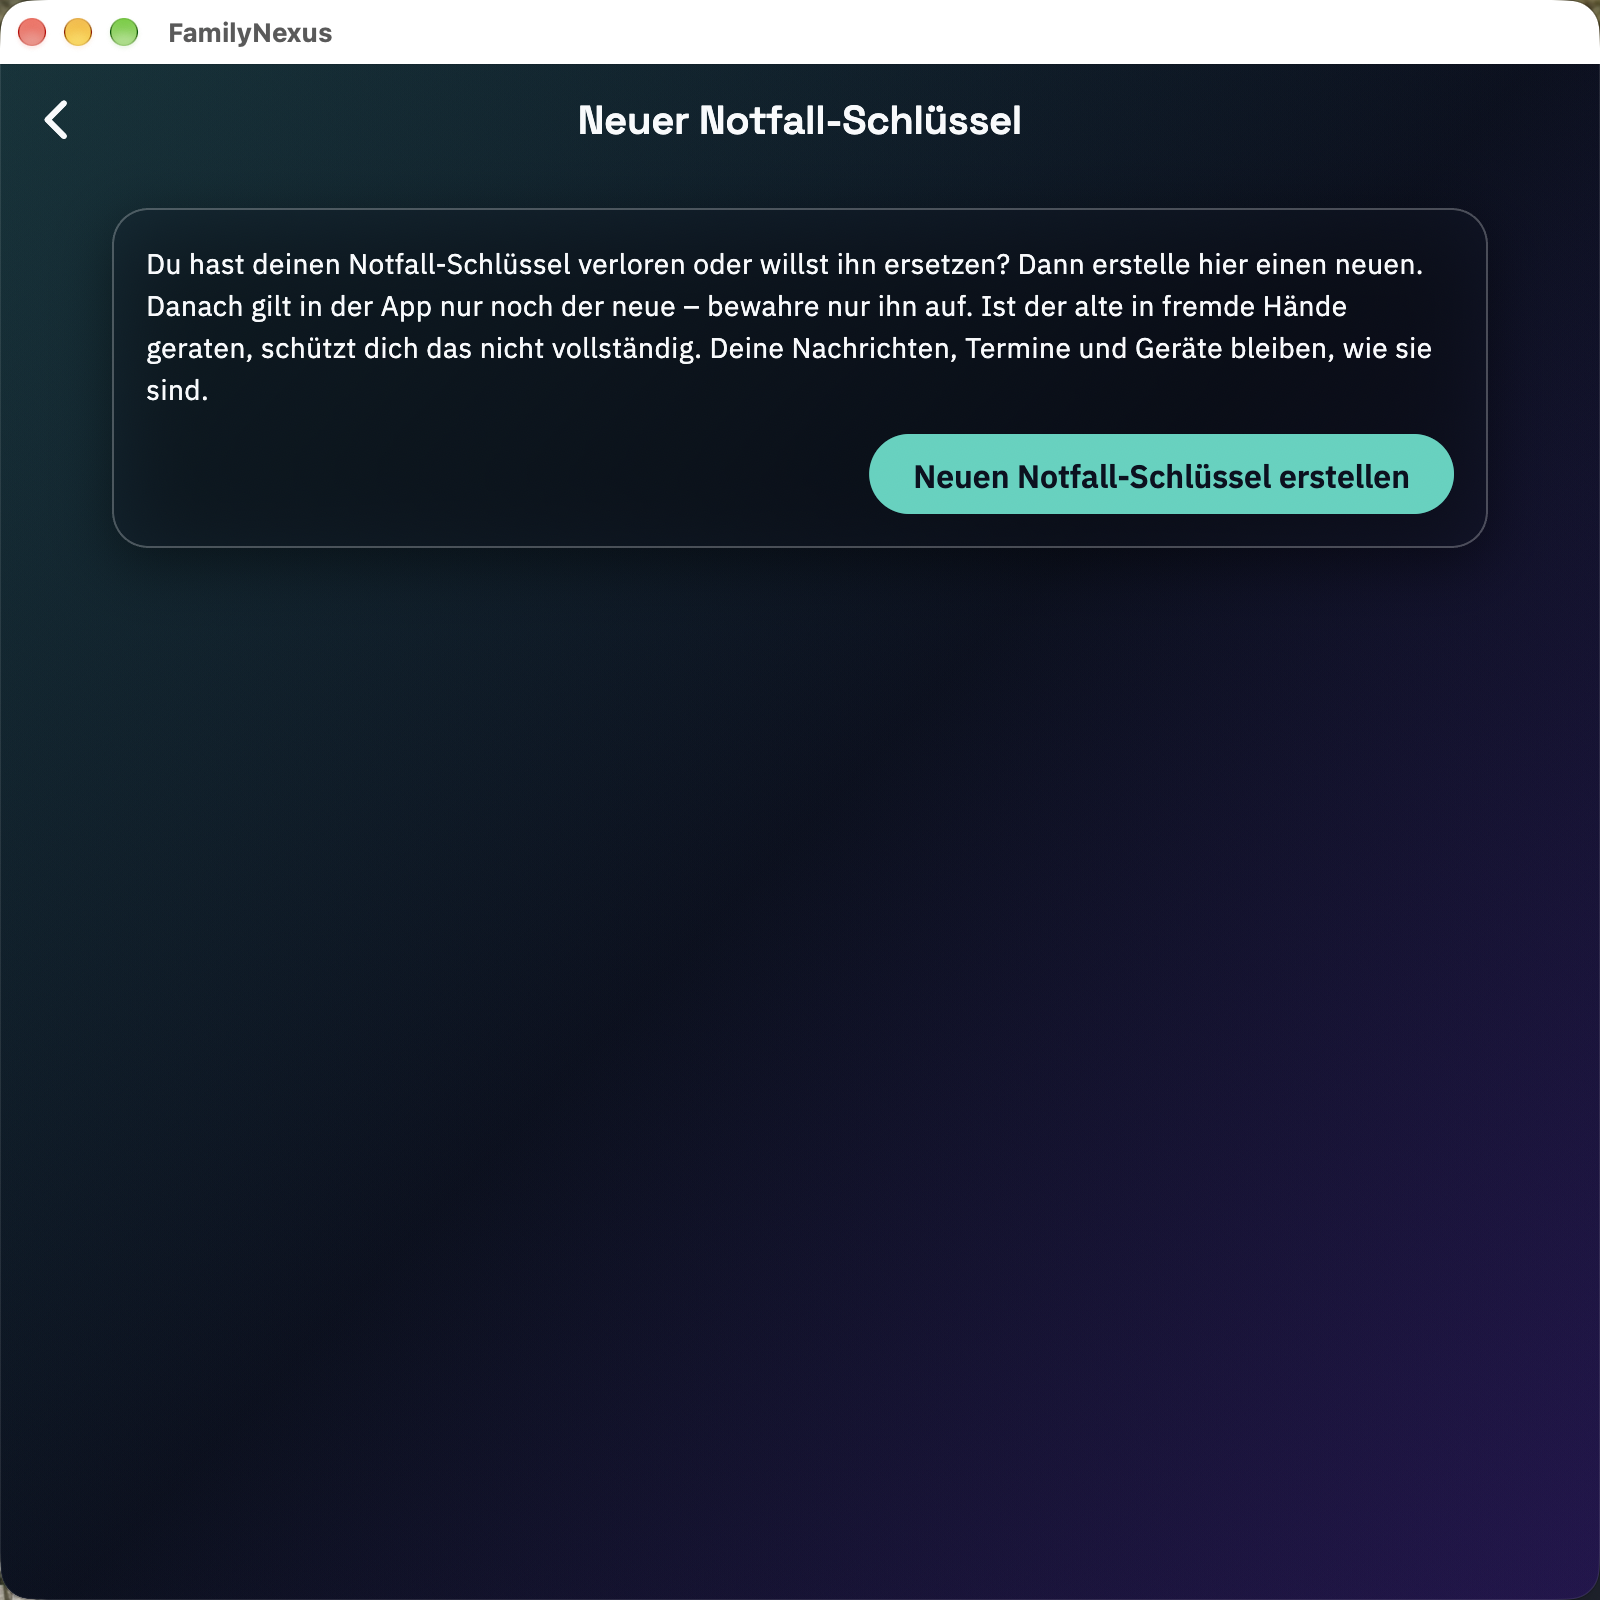 FamilyNexus
Neuer Notfall-Schlüssel
Du hast deinen Notfall-Schlüssel verloren oder willst ihn ersetzen? Dann erstelle hier einen neuen.
Danach gilt in der App nur noch der neue – bewahre nur ihn auf. Ist der alte in fremde Hände
geraten, schützt dich das nicht vollständig. Deine Nachrichten, Termine und Geräte bleiben, wie sie
sind.
Neuen Notfall-Schlüssel erstellen